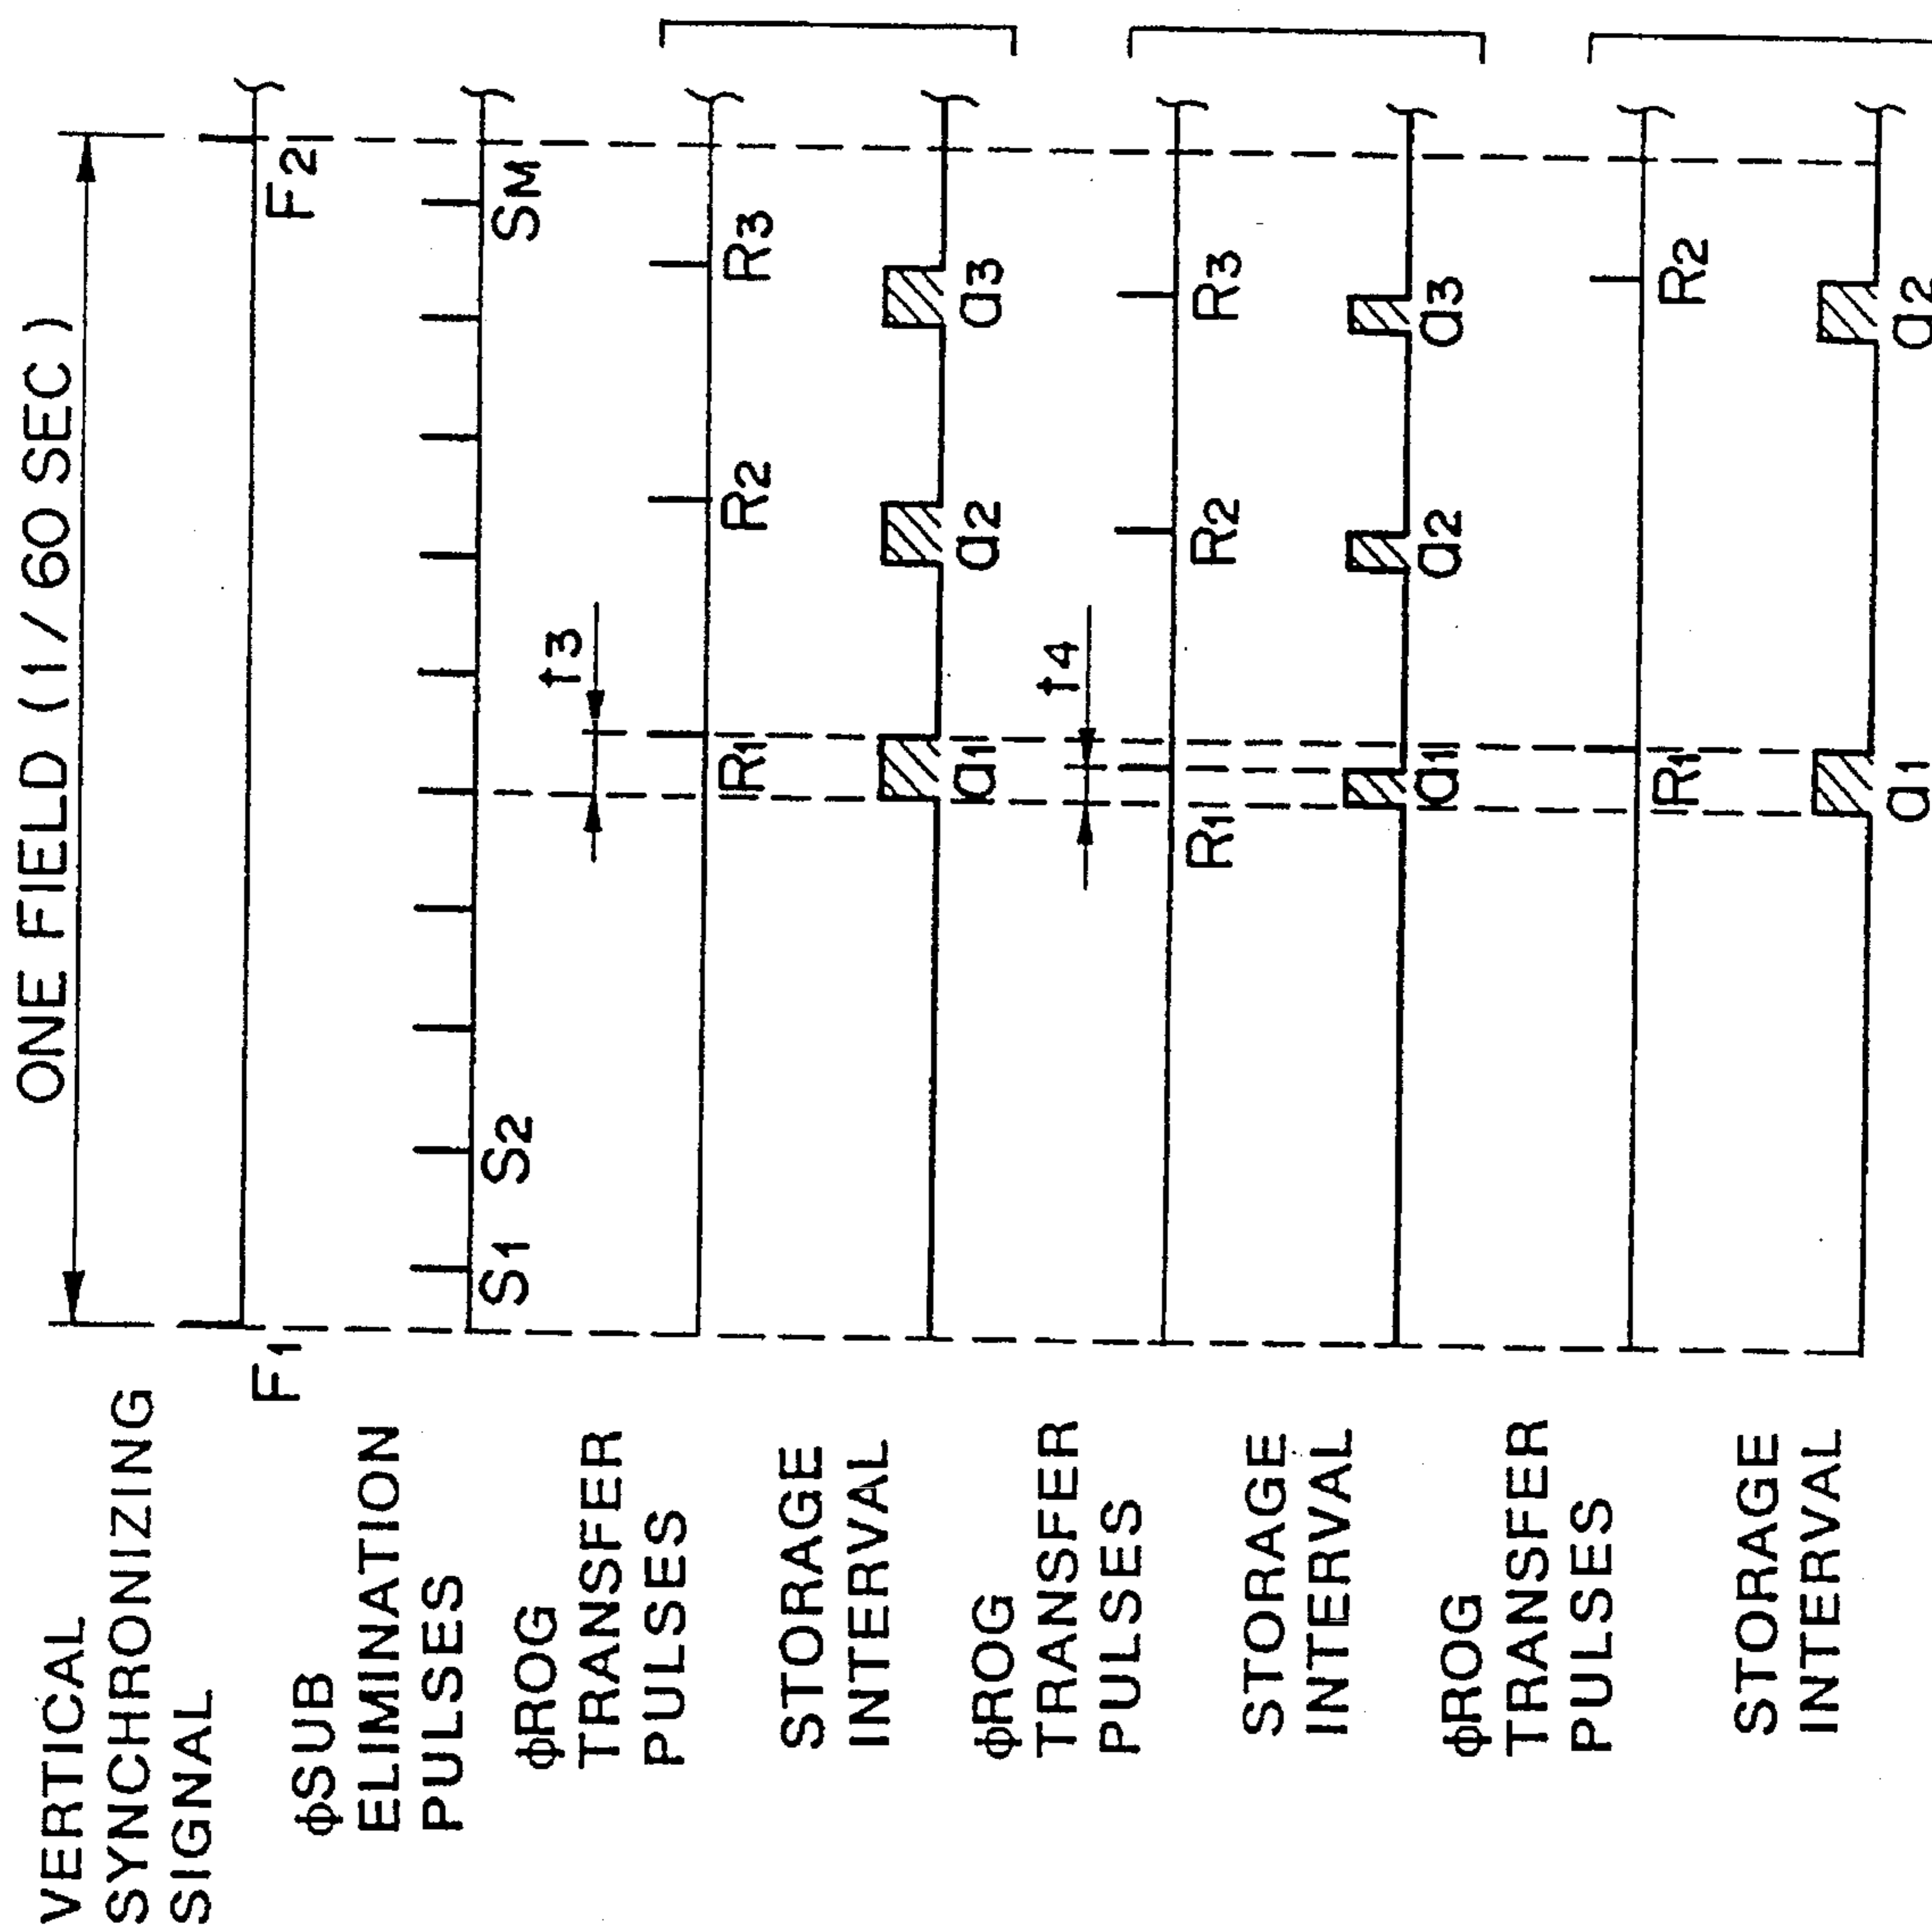 ONE FIELD (1/60 SEC)
VERTICAL
SYNCHRONIZING
SIGNAL
F1
F2
φSUB
ELIMINATION
PULSES
S1 S2
SM
φROG
TRANSFER
PULSES
t3
R1
R2
R3
STORAGE
INTERVAL
a1
a2
a3
φROG
TRANSFER
PULSES
t4
R1
R2
R3
STORAGE
INTERVAL
a1
a2
a3
φROG
TRANSFER
PULSES
R1
R2
STORAGE
INTERVAL
a1
a2